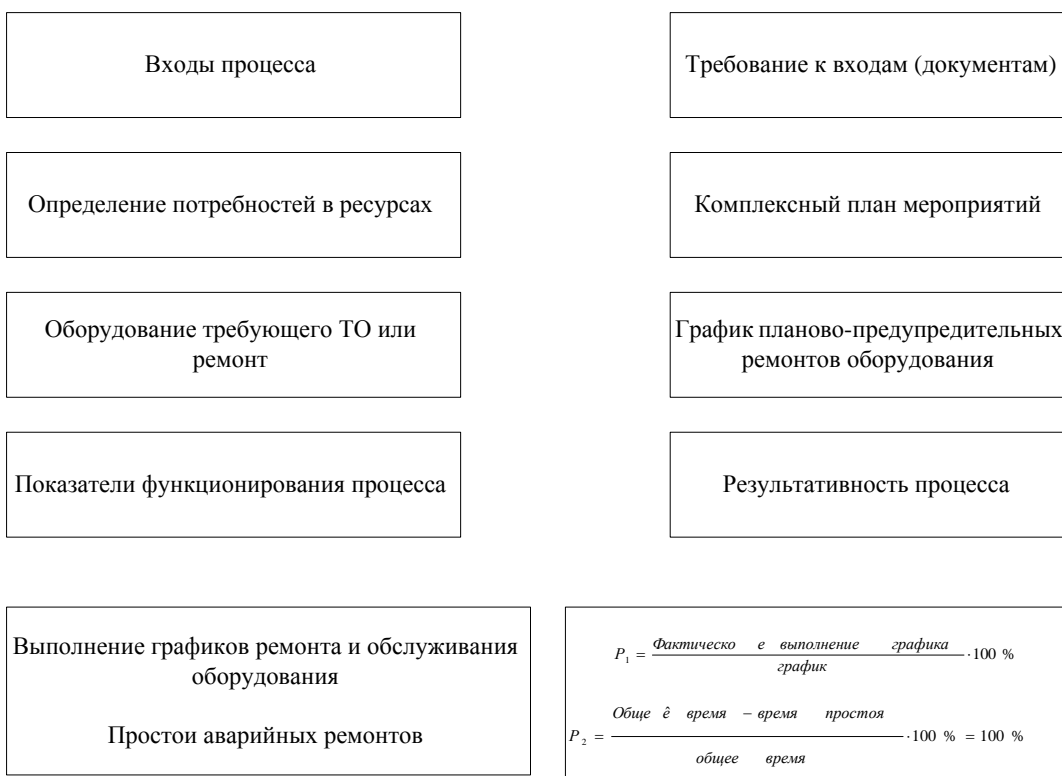 Входы процесса
Требование к входам (документам)
Определение потребностей в ресурсах
Комплексный план мероприятий
Оборудование требующего ТО или
ремонт
График планово-предупредительных
ремонтов оборудования
Показатели функционирования процесса
Результативность процесса
Выполнение графиков ремонта и обслуживания
оборудования
Простои аварийных ремонтов
P₁ = Фактическо е выполнение графика / график · 100 %
P₂ = Обще ê время – время простоя / общее время · 100 % = 100 %